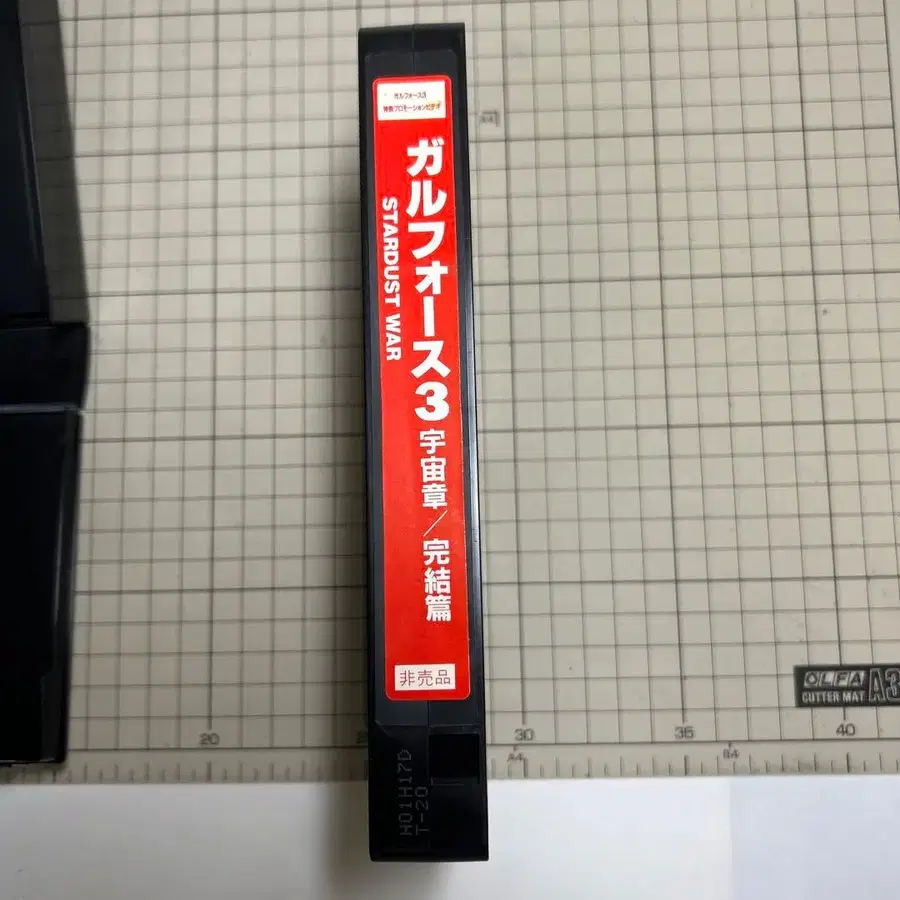 ガルフォース3
特典プロモーションビデオ
ガルフォース3 宇宙章/完結篇
STARDUST WAR
非売品
H01H17D
T-20
20
30
A4
35
B4
40
OLFA
CUTTER MAT A3